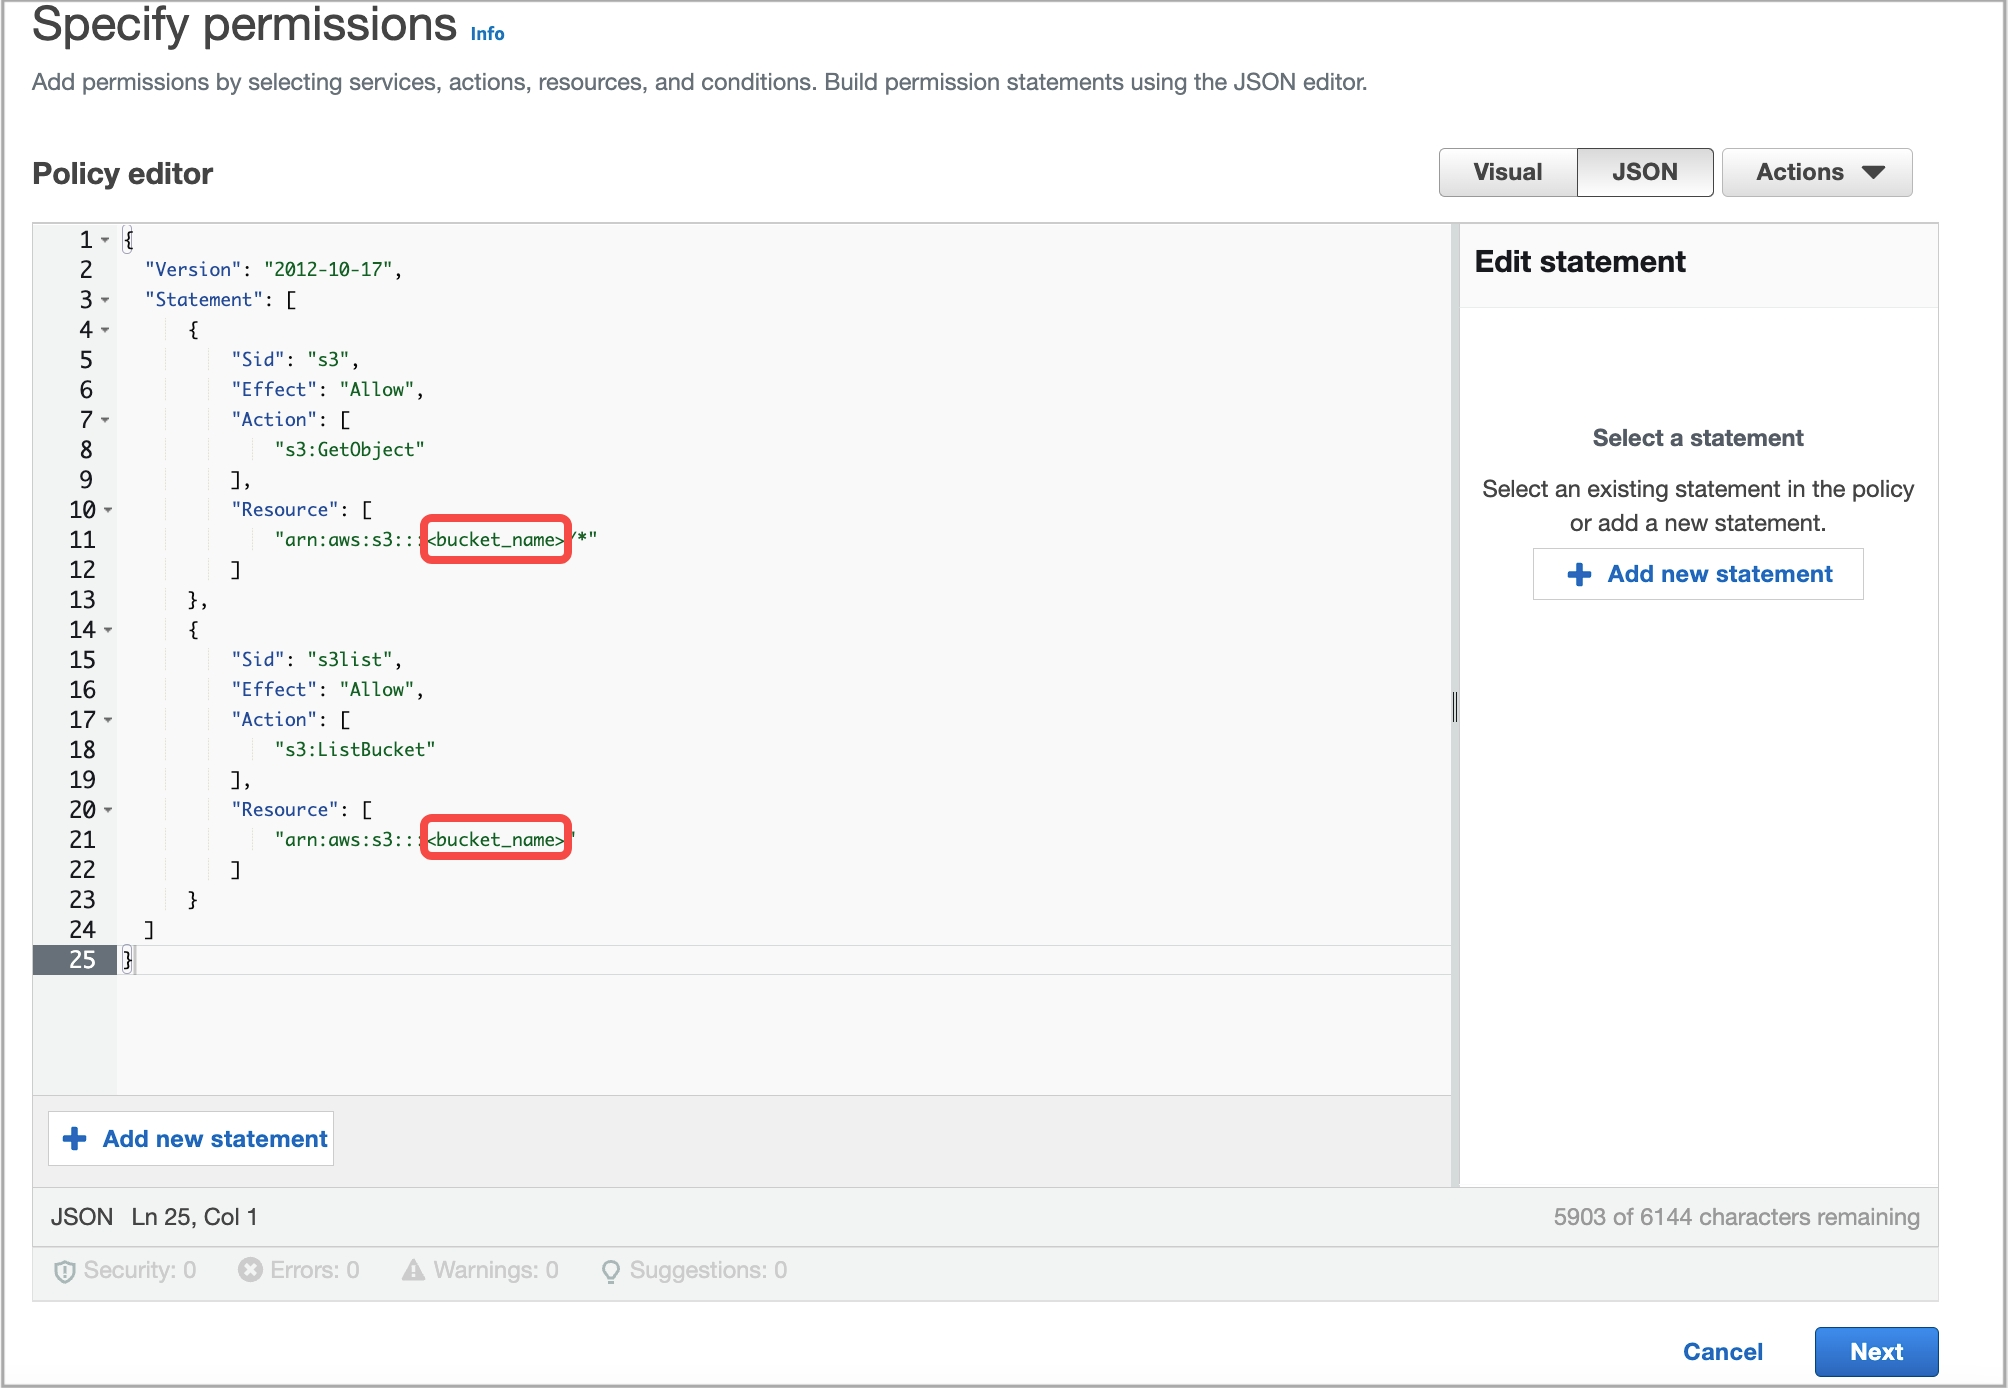 Specify permissions Info
Add permissions by selecting services, actions, resources, and conditions. Build permission statements using the JSON editor.
Policy editor
Visual JSON Actions
1 {
2 "Version": "2012-10-17",
3 "Statement": [
4 {
5 "Sid": "s3",
6 "Effect": "Allow",
7 "Action": [
8 "s3:GetObject"
9 ],
10 "Resource": [
11 "arn:aws:s3:::<bucket_name>/*"
12 ]
13 },
14 {
15 "Sid": "s3list",
16 "Effect": "Allow",
17 "Action": [
18 "s3:ListBucket"
19 ],
20 "Resource": [
21 "arn:aws:s3:::<bucket_name>"
22 ]
23 }
24 ]
25 }
Add new statement
Edit statement
Select a statement
Select an existing statement in the policy
or add a new statement.
Add new statement
JSON Ln 25, Col 1
5903 of 6144 characters remaining
Security: 0 Errors: 0 Warnings: 0 Suggestions: 0
Cancel Next